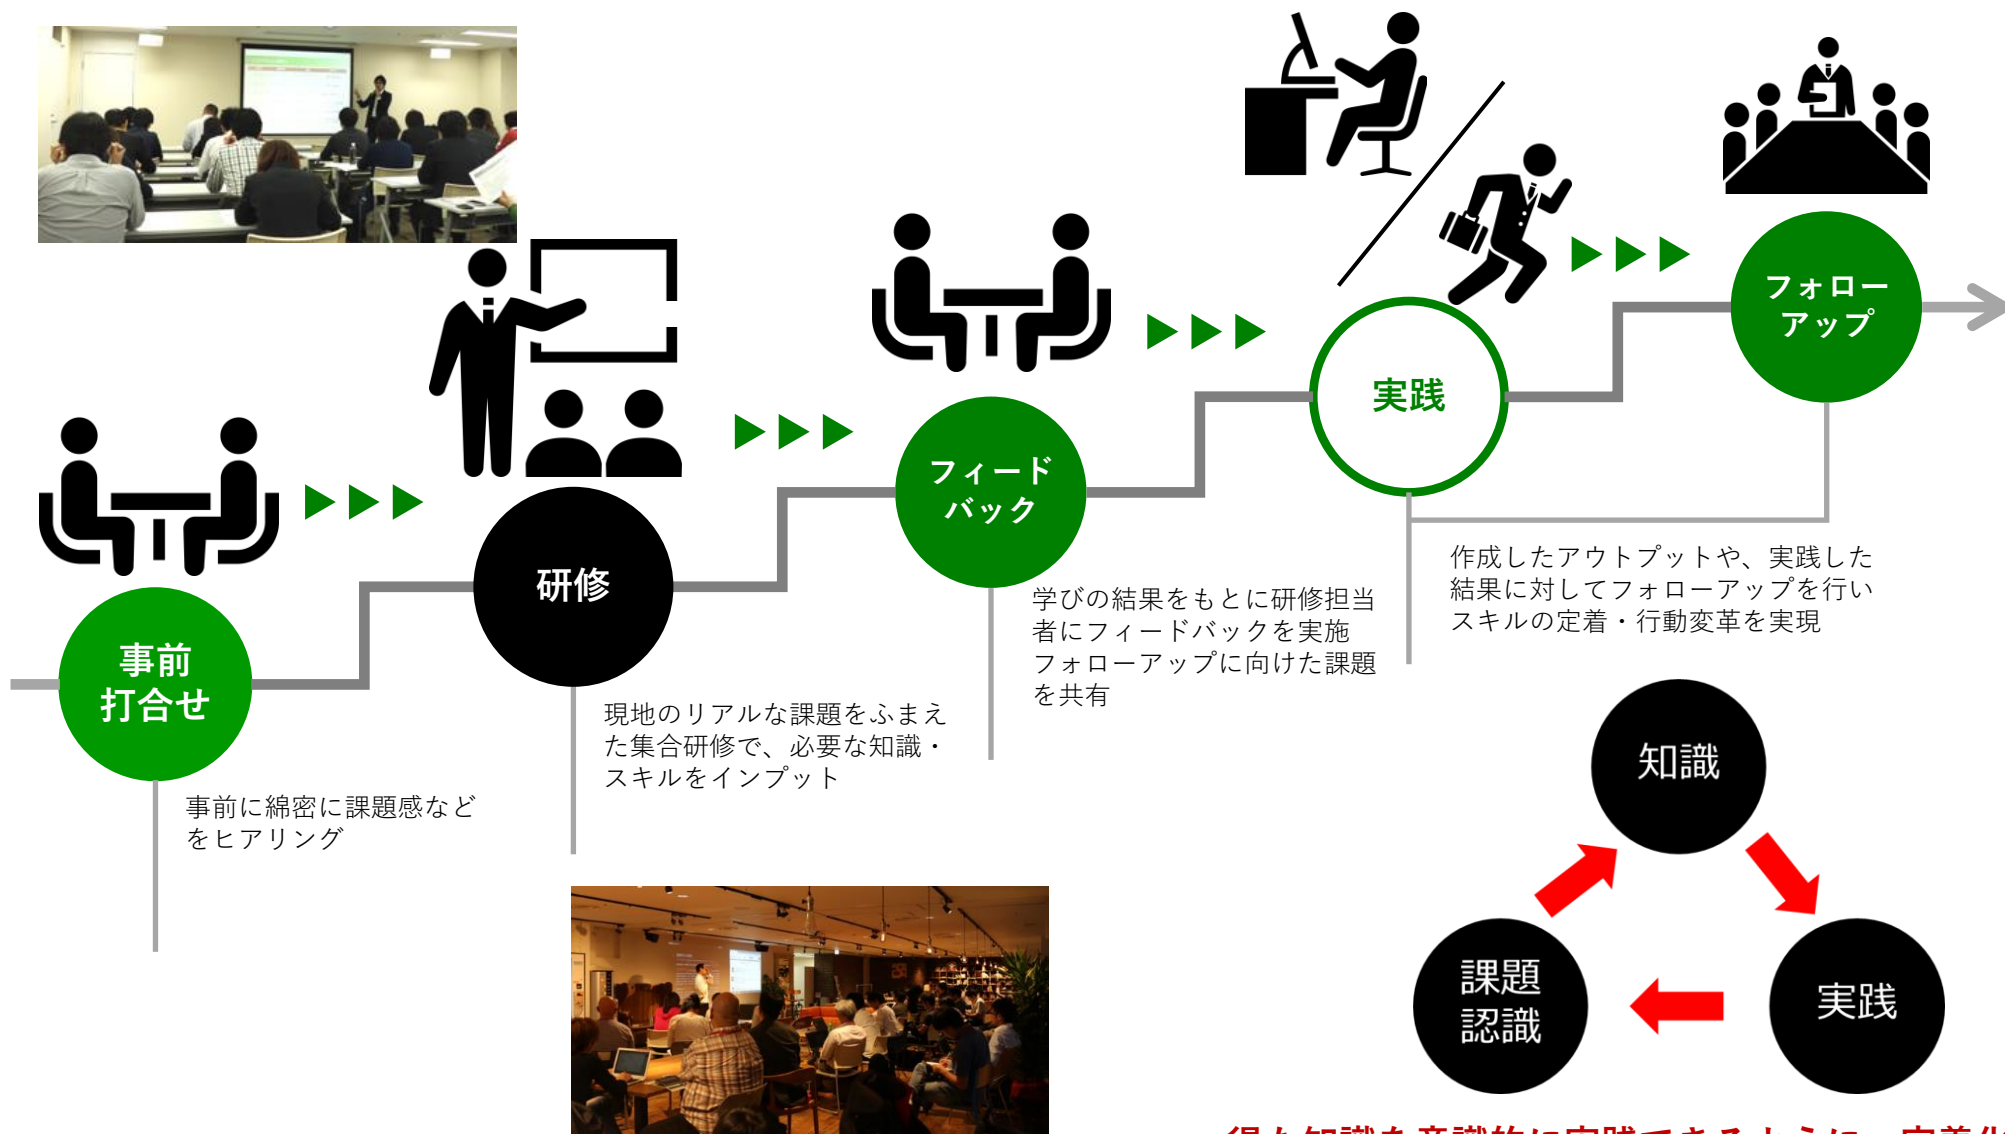 フォロー
アップ
実践
フィード
バック
研修
事前
打合せ
作成したアウトプットや、実践した
結果に対してフォローアップを行い
スキルの定着・行動変革を実現
学びの結果をもとに研修担当
者にフィードバックを実施
フォローアップに向けた課題
を共有
現地のリアルな課題をふまえ
た集合研修で、必要な知識・
スキルをインプット
事前に綿密に課題感など
をヒアリング
知識
課題
認識
実践